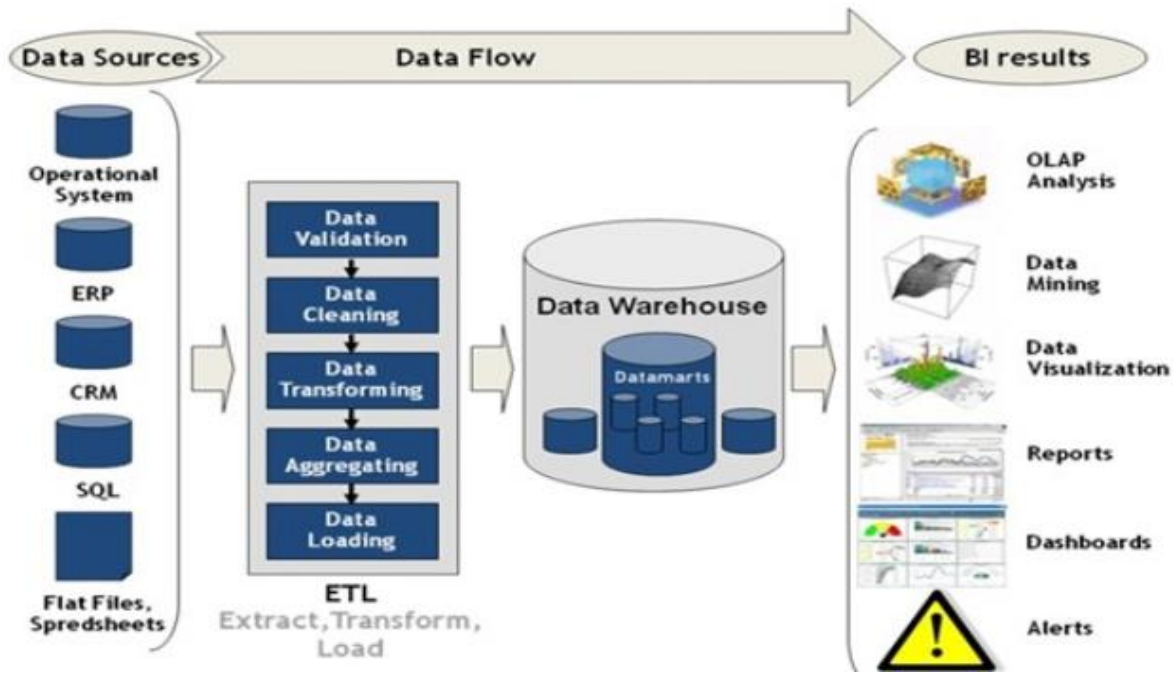 Data Sources
Data Flow
BI results
Operational
System
ERP
CRM
SQL
Flat Files,
Spredsheets
Data
Validation
Data
Cleaning
Data
Transforming
Data
Aggregating
Data
Loading
ETL
Extract, Transform,
Load
Data Warehouse
Datamarts
OLAP
Analysis
Data
Mining
Data
Visualization
Reports
Dashboards
Alerts